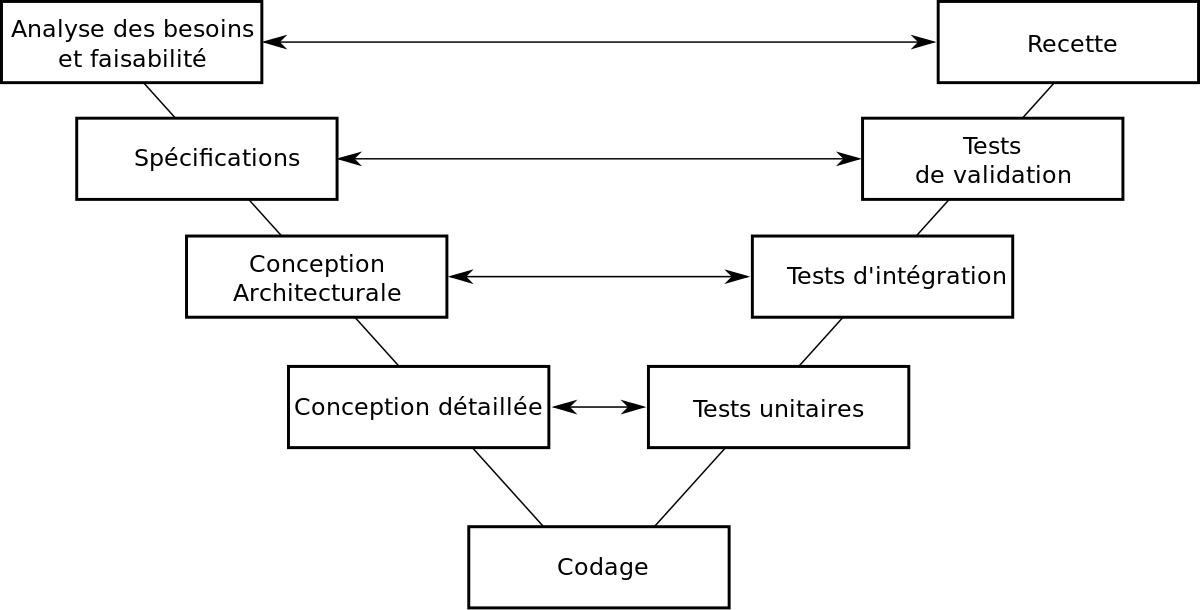 Analyse des besoins
et faisabilité
Recette
Spécifications
Tests
de validation
Conception
Architecturale
Tests d'intégration
Conception détaillée
Tests unitaires
Codage